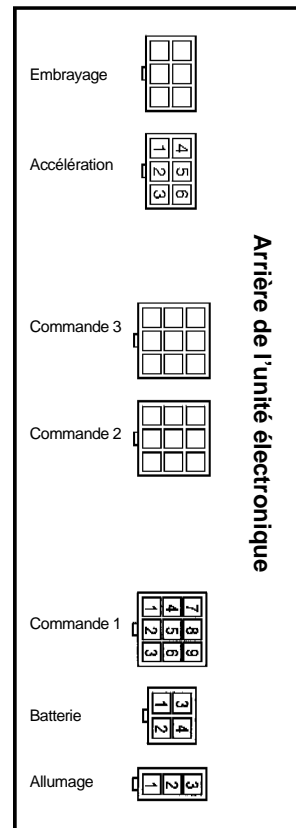 Embrayage
Accélération
1 4
2 5
3 6
Arrière de l'unité électronique
Commande 3
Commande 2
Commande 1
1 4 7
2 5 8
3 6 9
Batterie
1 3
2 4
Allumage
1 2 3